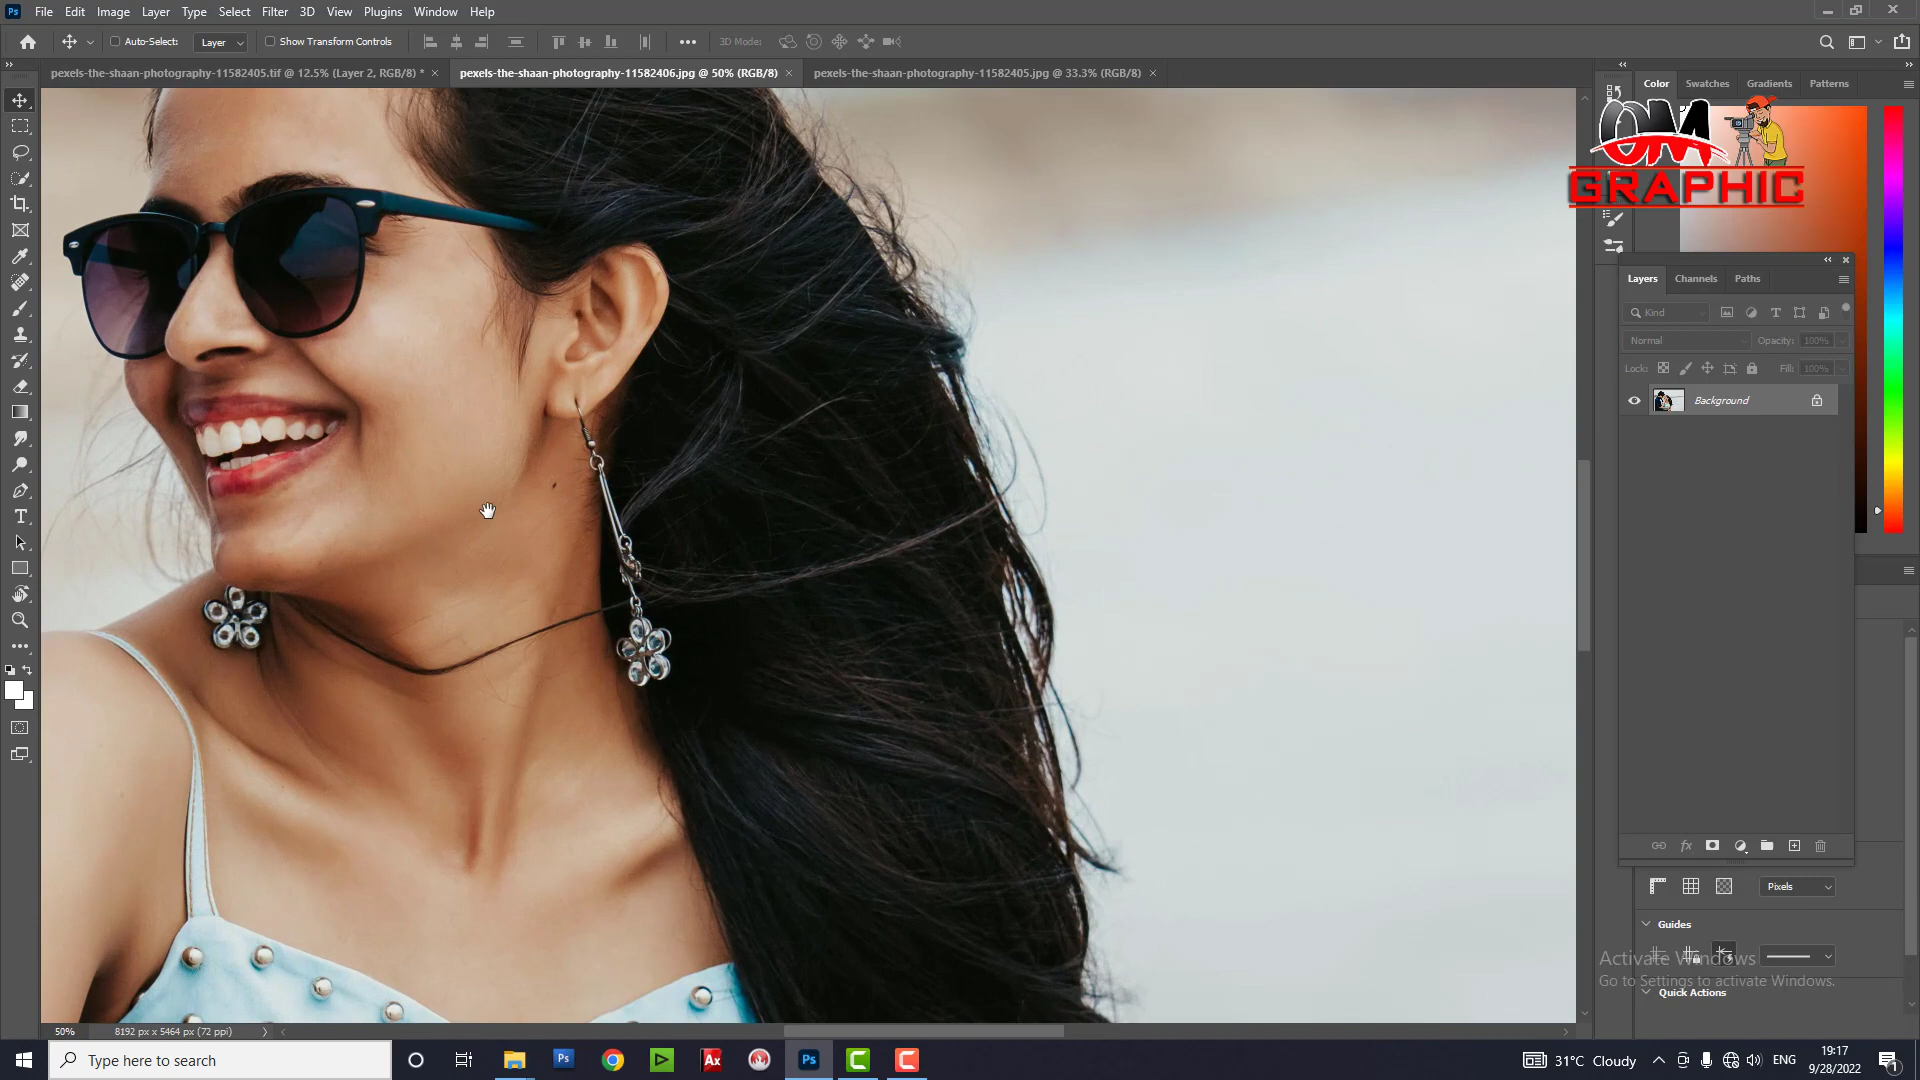 Ps File Edit Image Layer Type Select Filter 3D View Plugins Window Help
Auto-Select: Layer Show Transform Controls 3D Mode:
pexels-the-shaan-photography-11582405.tif @ 12.5% (Layer 2, RGB/8) * pexels-the-shaan-photography-11582406.jpg @ 50% (RGB/8) pexels-the-shaan-photography-11582405.jpg @ 33.3% (RGB/8)
Color Swatches Gradients Patterns
OM
GRAPHIC
Layers Channels Paths
Kind
Normal Opacity: 100%
Lock: Fill: 100%
Background
fx
Pixels
Guides
Activate Windows
Go to Settings to activate Windows.
Quick Actions
50% 8192 px x 5464 px (72 ppi)
Type here to search
31°C Cloudy ENG
19:17
9/28/2022
1